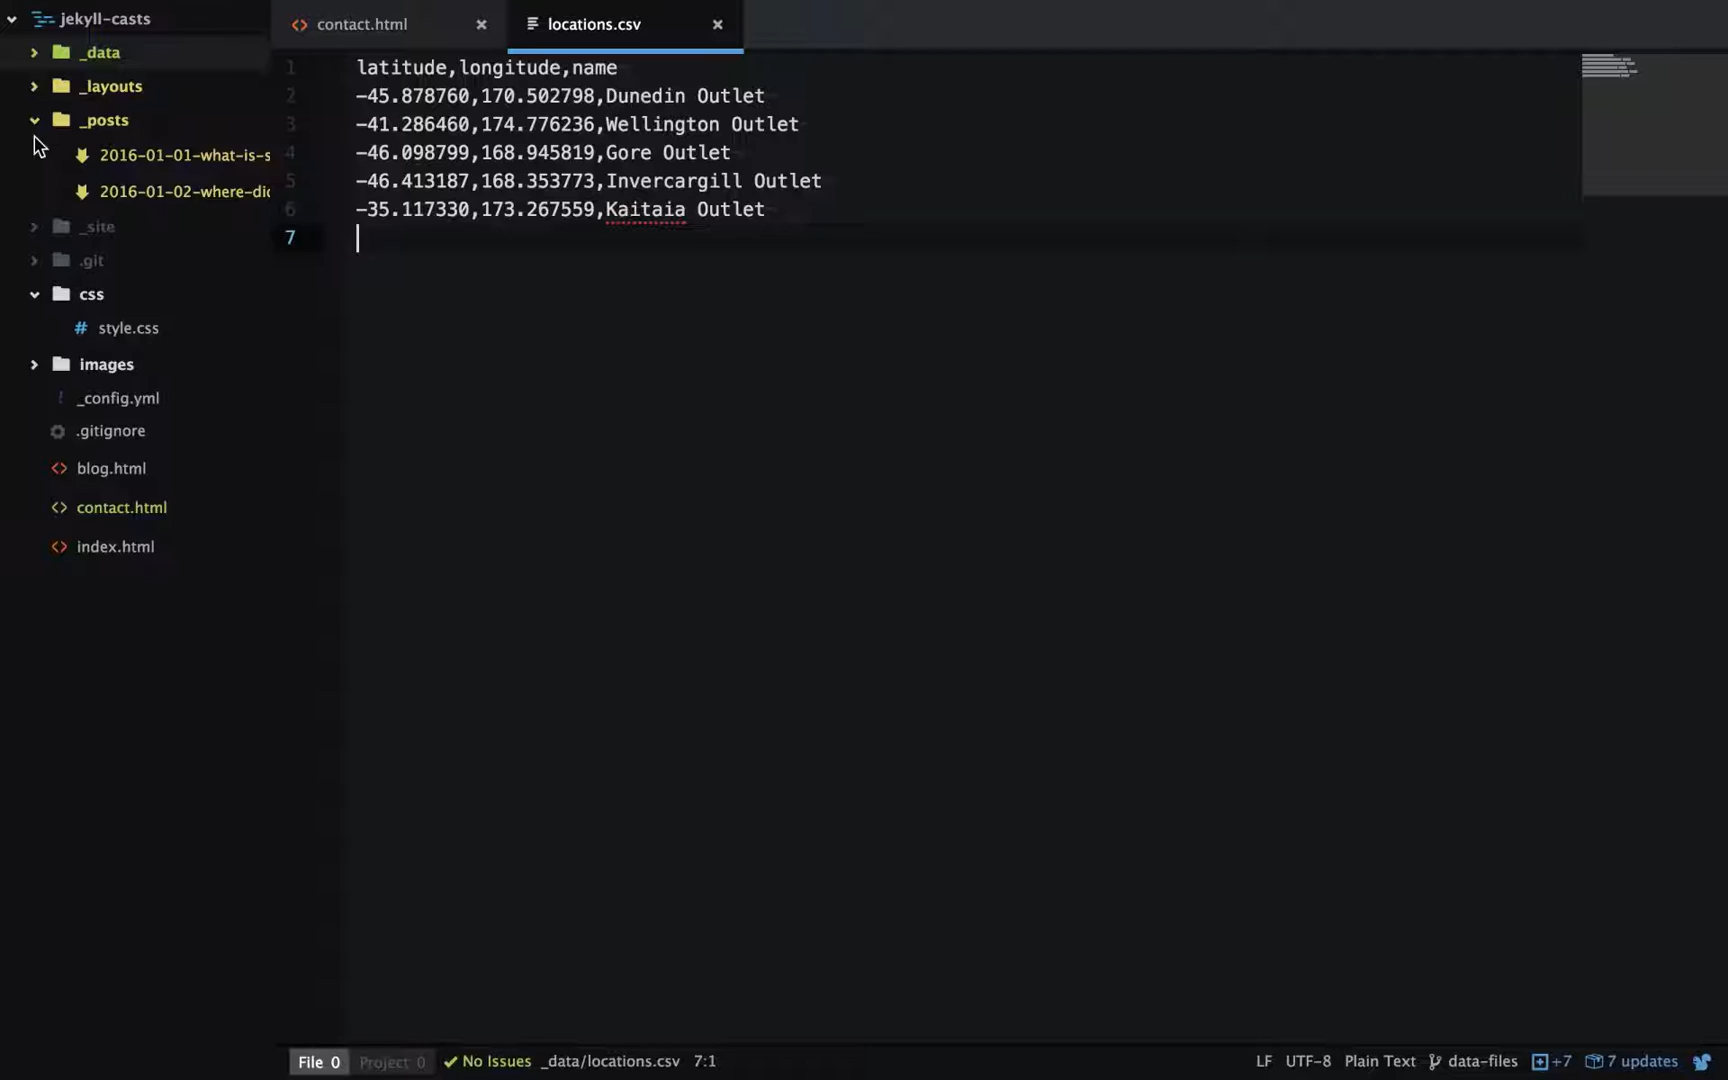 jekyll-casts
_data
_layouts
_posts
2016-01-01-what-is-s
2016-01-02-where-dic
_site
.git
css
# style.css
images
! _config.yml
.gitignore
<> blog.html
<> contact.html
<> index.html
<> contact.html ×
locations.csv ×
1 latitude,longitude,name
2 -45.878760,170.502798,Dunedin Outlet
3 -41.286460,174.776236,Wellington Outlet
4 -46.098799,168.945819,Gore Outlet
5 -46.413187,168.353773,Invercargill Outlet
6 -35.117330,173.267559,Kaitaia Outlet
7
File 0 Project 0 No Issues _data/locations.csv 7:1 LF UTF-8 Plain Text data-files +7 7 updates